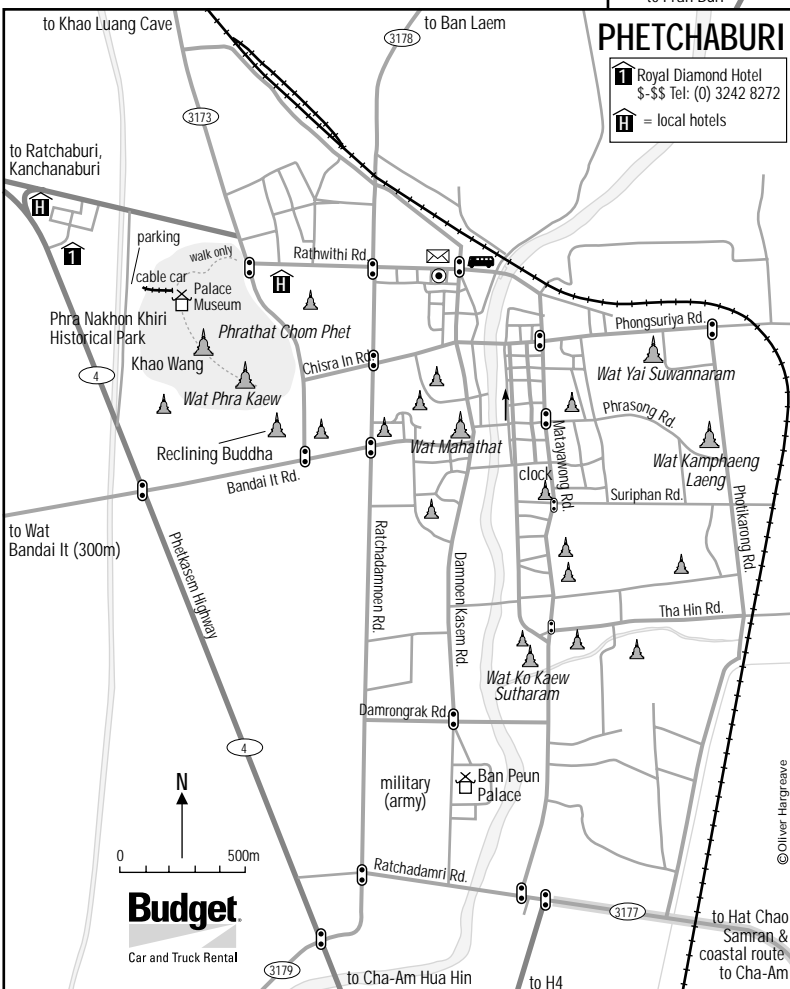 to Pran Buri
to Khao Luang Cave
to Ban Laem
3178
PHETCHABURI
1 Royal Diamond Hotel
$-$$ Tel: (0) 3242 8272
H = local hotels
3173
to Ratchaburi,
Kanchanaburi
H
1
parking
walk only
cable car
Palace
Museum
Rathwithi Rd
H
Phra Nakhon Khiri
Historical Park
Phrathat Chom Phet
Khao Wang
Wat Phra Kaew
Chisra In Rd
Phongsuriya Rd.
Wat Yai Suwannaram
4
Phrasong Rd.
Reclining Buddha
Wat Mahathat
Matayawong Rd.
Wat Kamphaeng
Laeng
Bandai It Rd.
clock
Suriphan Rd.
Photikarong Rd.
to Wat
Bandai It (300m)
Phetkasem Highway
Ratchadamnoen Rd.
Damnoen Kasem Rd.
Tha Hin Rd.
Wat Ko Kaew
Sutharam
Damrongrak Rd.
4
military
(army)
Ban Peun
Palace
N
0 500m
Ratchadamri Rd.
Budget®
Car and Truck Rental
©Oliver Hargreave
3177
to Hat Chao
Samran &
coastal route
to Cha-Am
3179
to Cha-Am Hua Hin
to H4